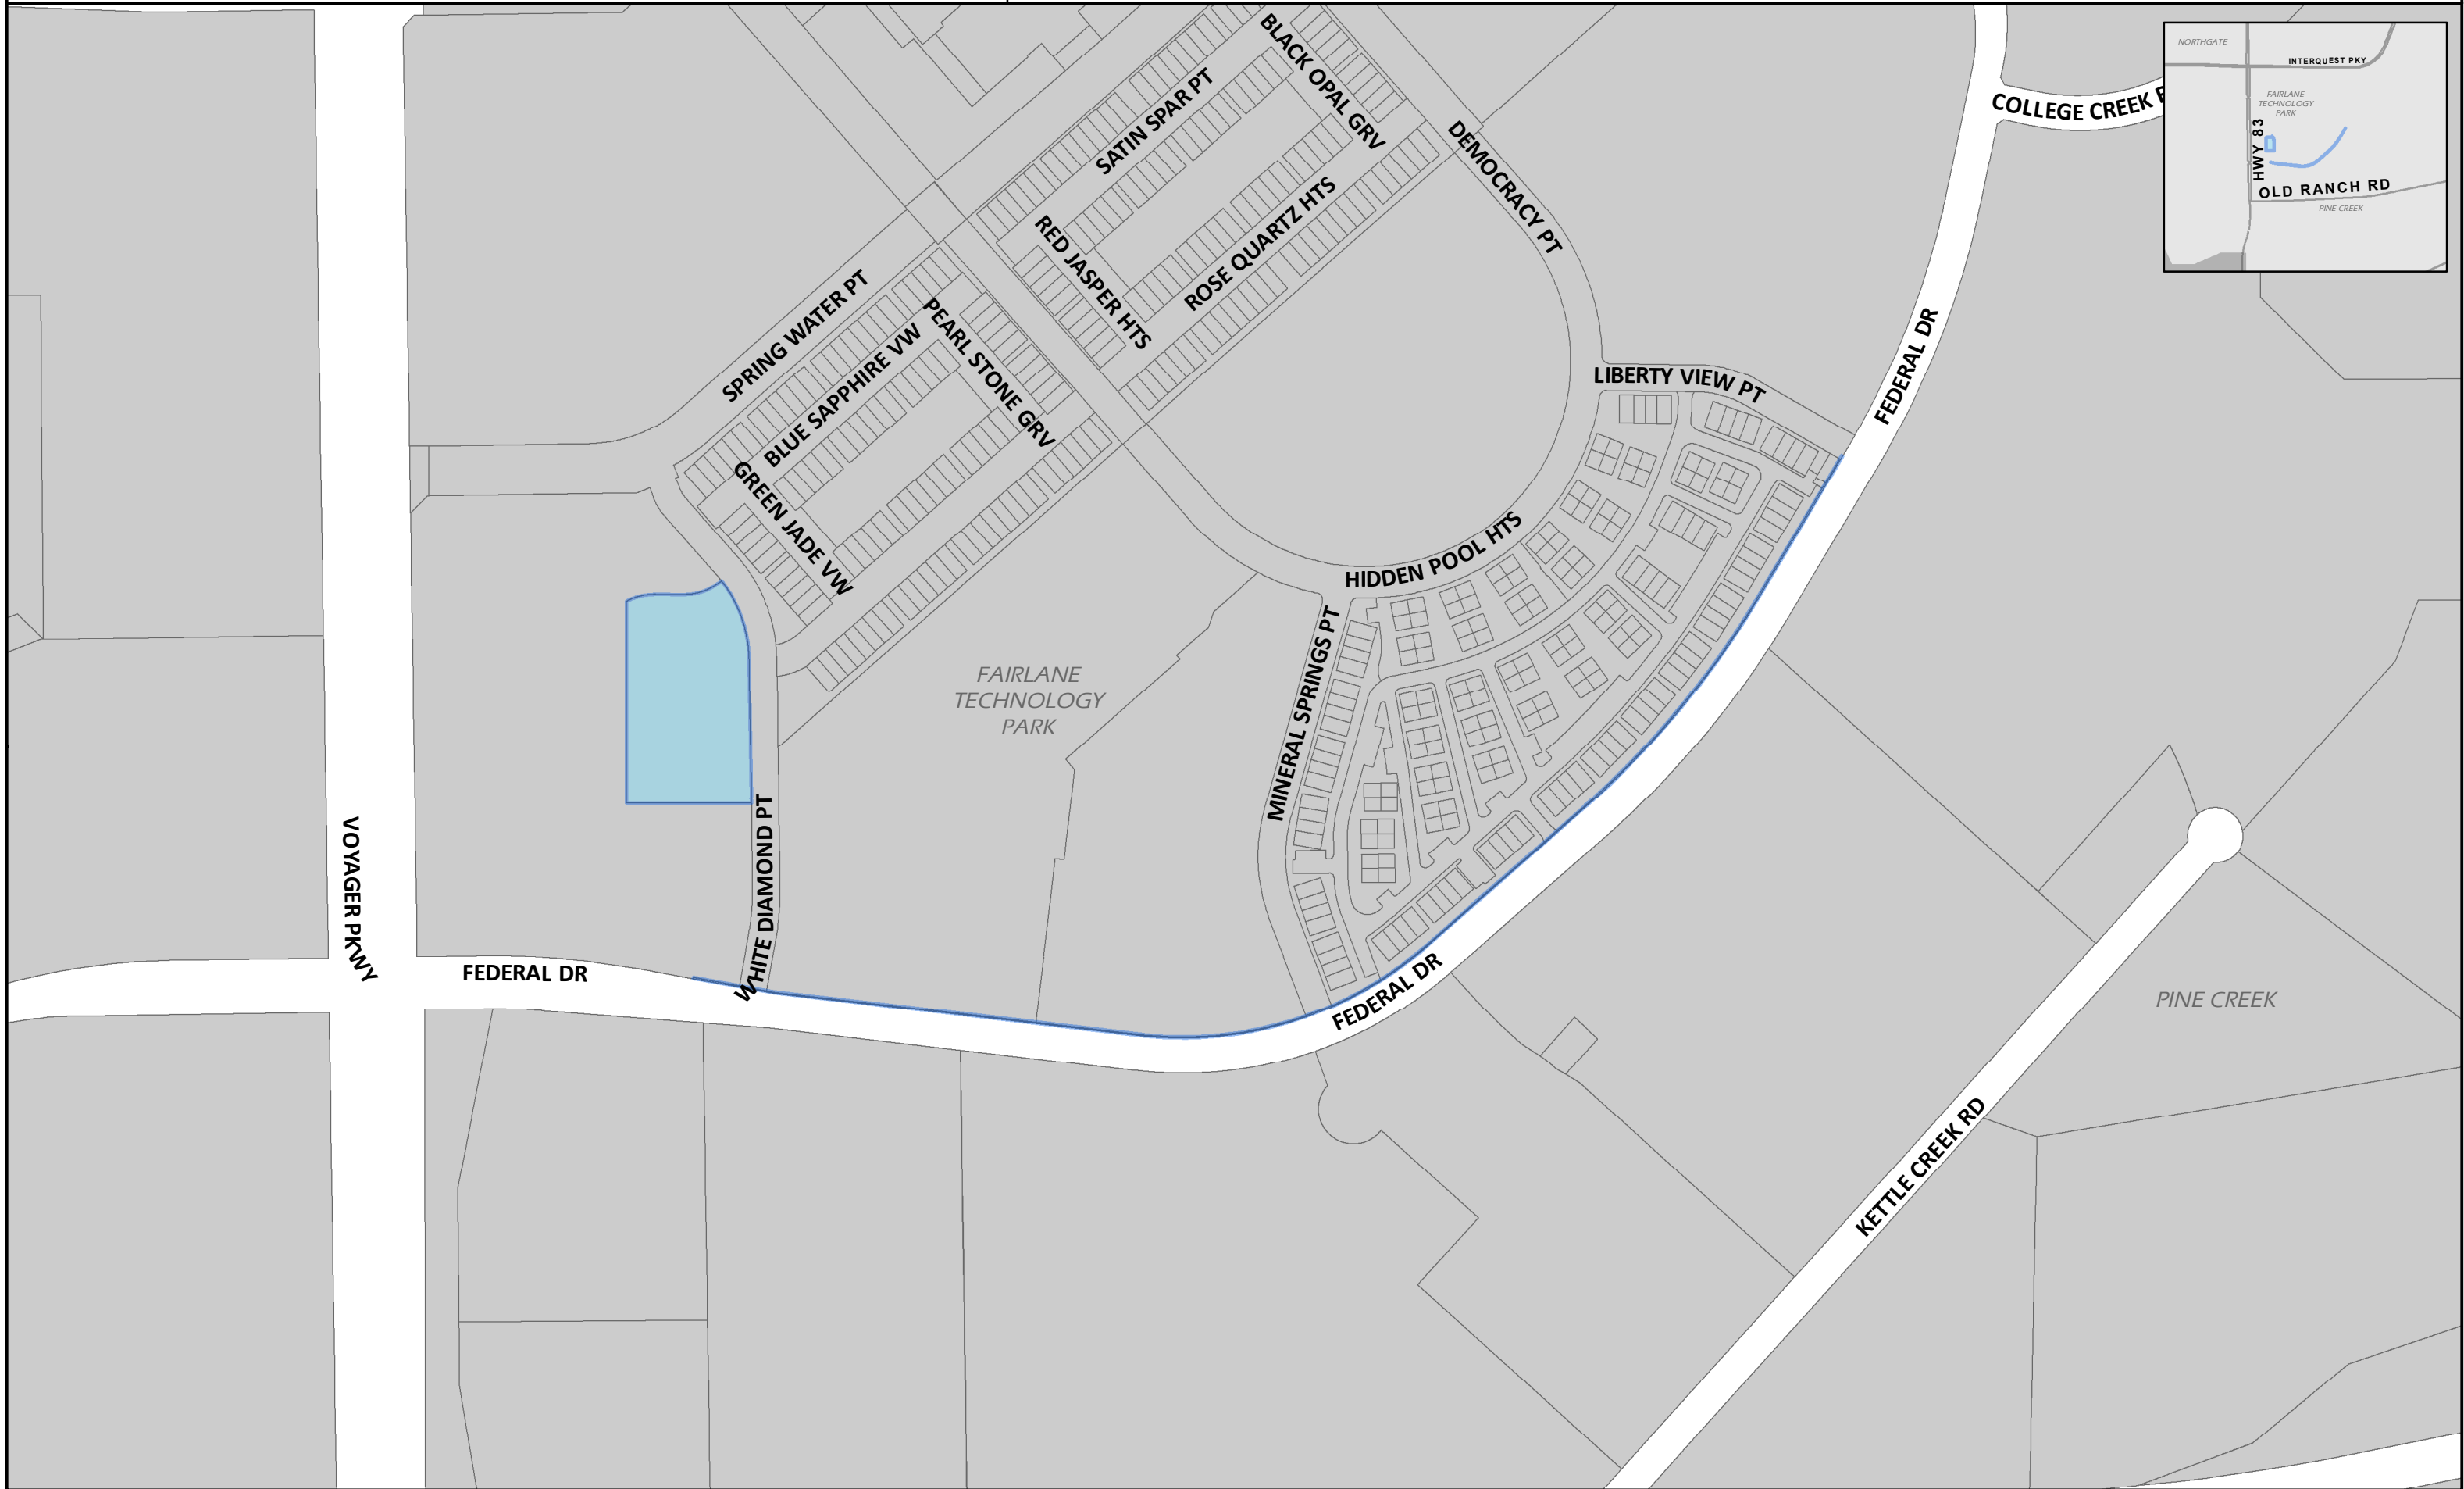 BLACK OPAL GRV
SATIN SPAR PT
COLLEGE CREEK
DEMOCRACY PT
RED JASPER HTS
ROSE QUARTZ HTS
SPRING WATER PT
PEARL STONE GRV
BLUE SAPPHIRE VW
FEDERAL DR
LIBERTY VIEW PT
GREEN JADE VW
HIDDEN POOL HTS
MINERAL SPRINGS PT
FAIRLANE
TECHNOLOGY
PARK
WHITE DIAMOND PT
VOYAGER PKWY
FEDERAL DR
FEDERAL DR
PINE CREEK
KETTLE CREEK RD
NORTHGATE
INTERQUEST PKY
FAIRLANE
TECHNOLOGY
PARK
HWY 83
OLD RANCH RD
PINE CREEK